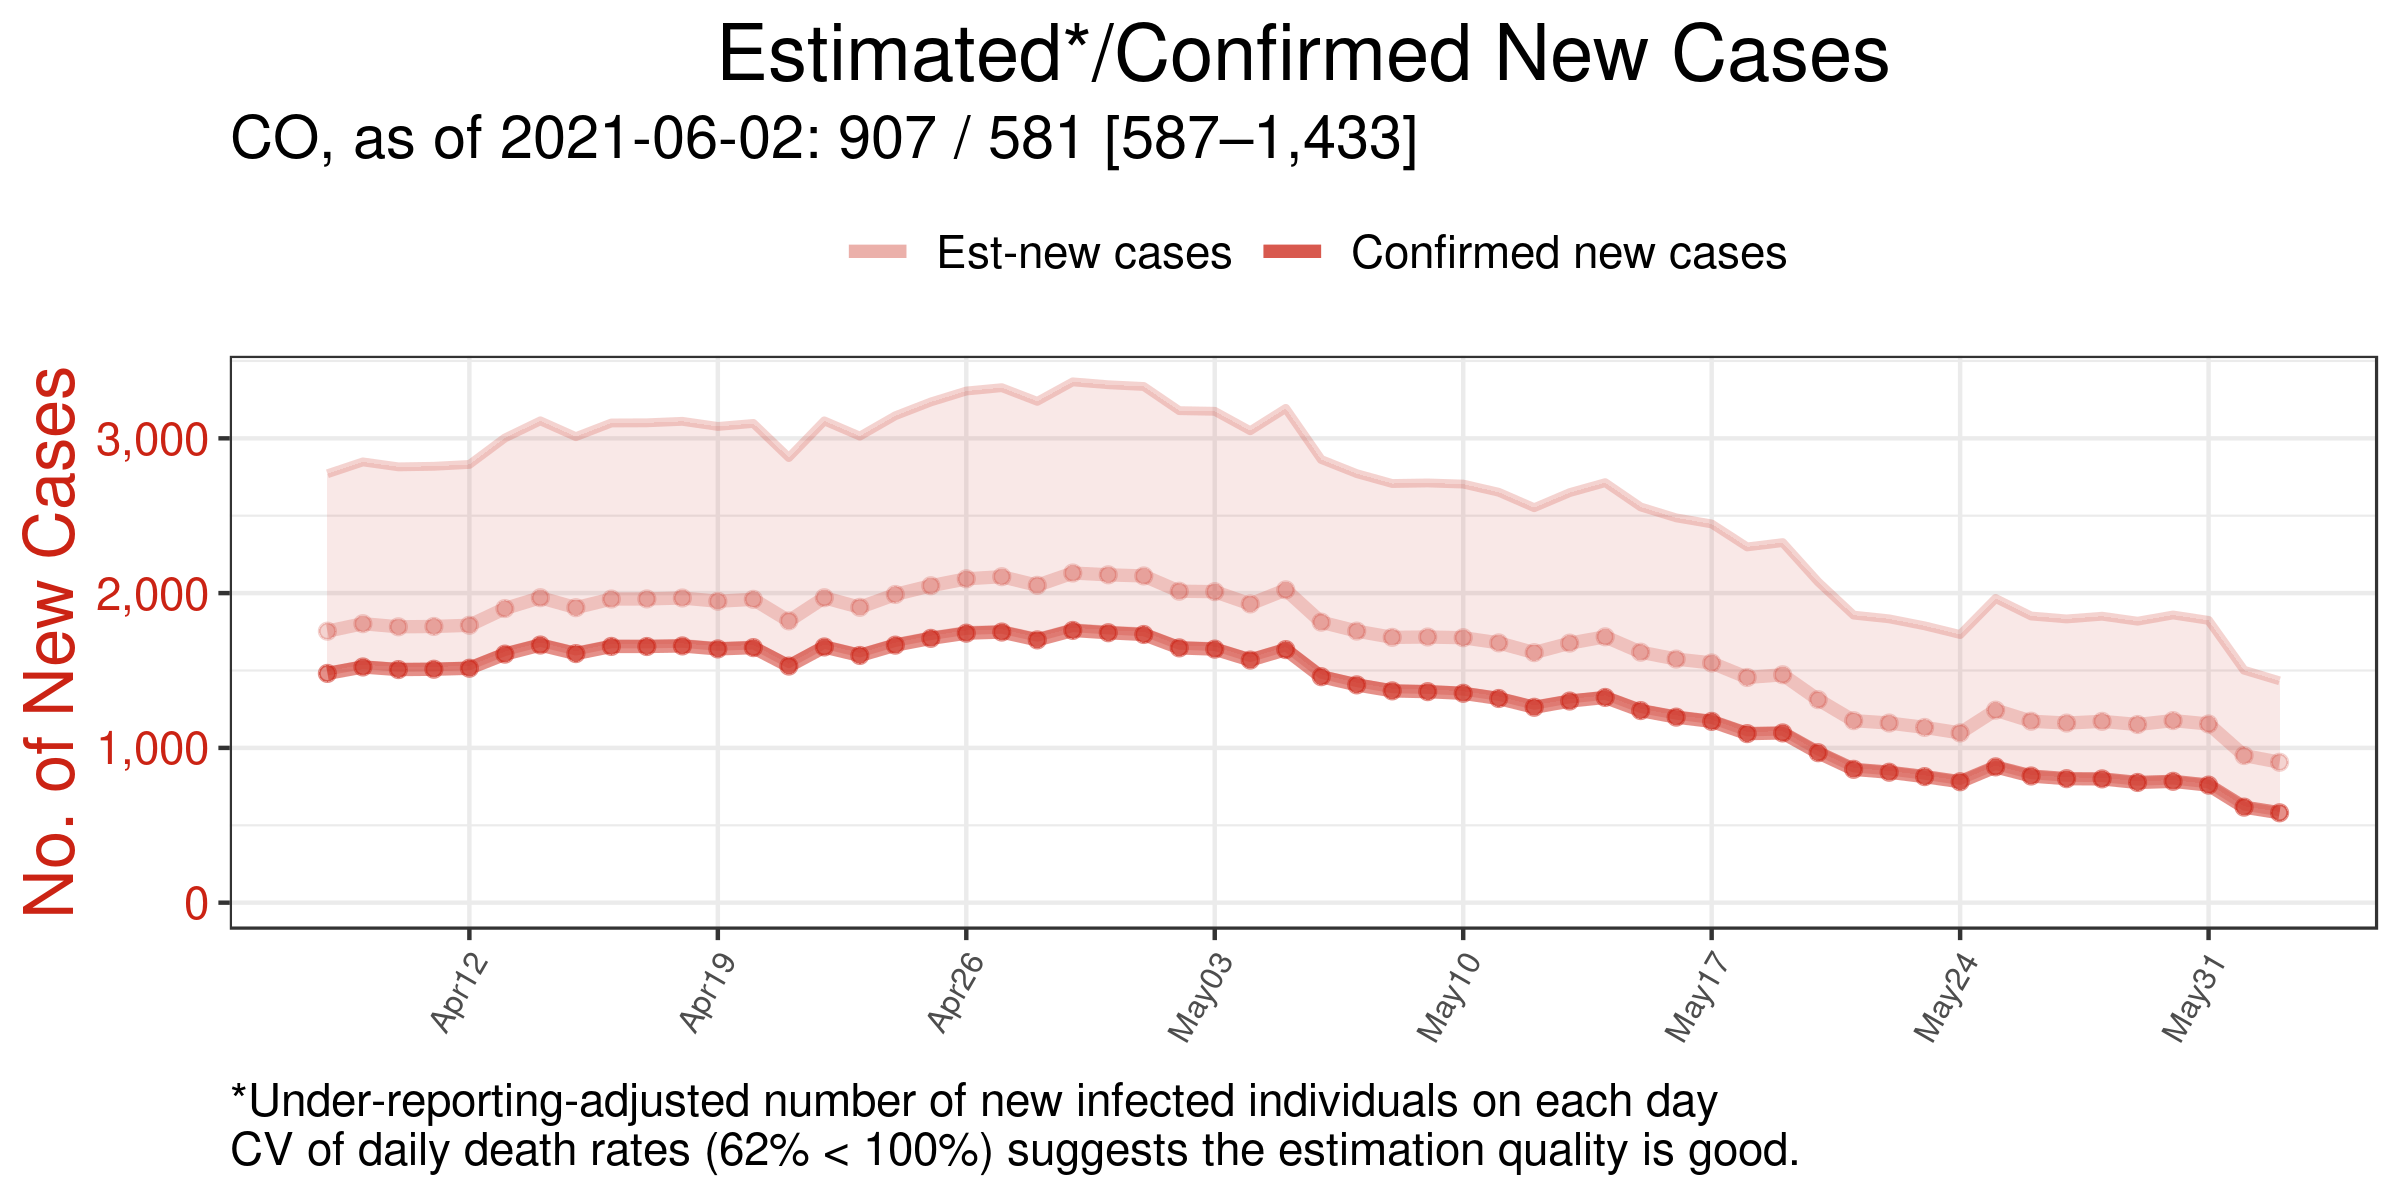 Estimated*/Confirmed New Cases
CO, as of 2021-06-02: 907 / 581 [587–1,433]
Est-new cases Confirmed new cases
No. of New Cases
3,000
2,000
1,000
0
Apr12 Apr19 Apr26 May03 May10 May17 May24 May31
*Under-reporting-adjusted number of new infected individuals on each day
CV of daily death rates (62% < 100%) suggests the estimation quality is good.